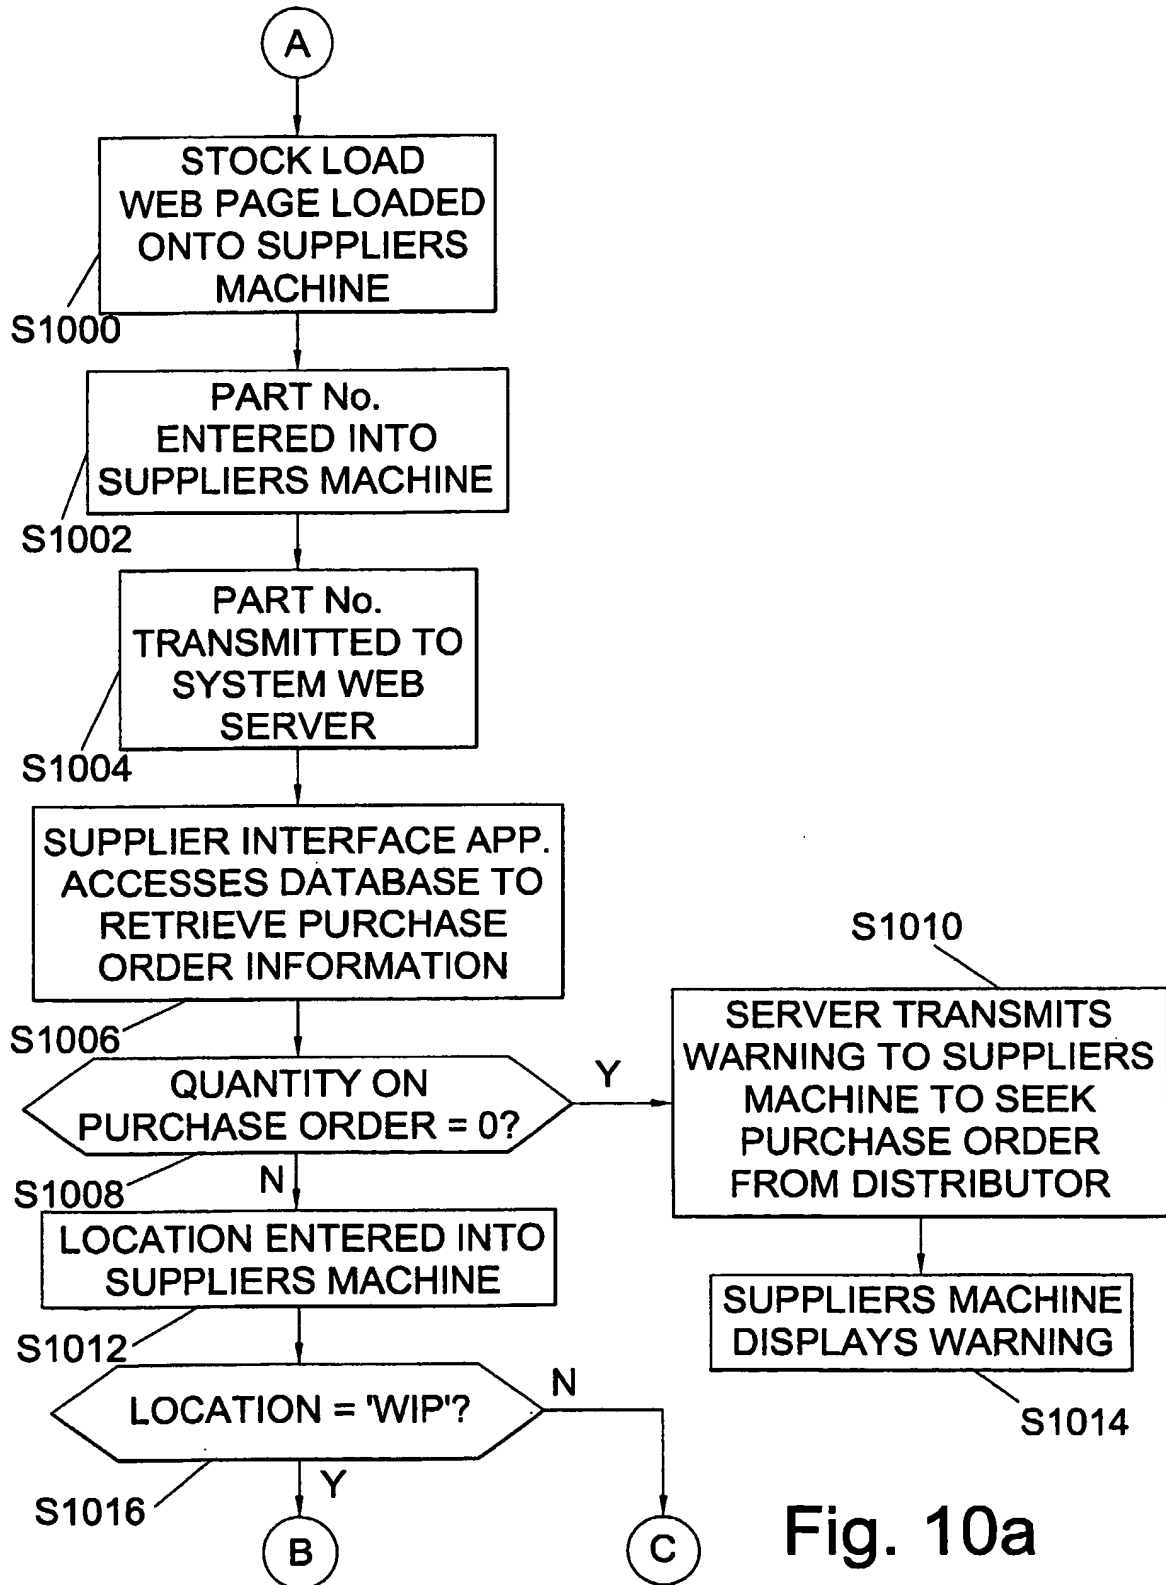 A
STOCK LOAD
WEB PAGE LOADED
ONTO SUPPLIERS
MACHINE
S1000
PART No.
ENTERED INTO
SUPPLIERS MACHINE
S1002
PART No.
TRANSMITTED TO
SYSTEM WEB
SERVER
S1004
SUPPLIER INTERFACE APP.
ACCESSES DATABASE TO
RETRIEVE PURCHASE
ORDER INFORMATION
S1006
QUANTITY ON
PURCHASE ORDER = 0?
Y
S1008
N
S1010
SERVER TRANSMITS
WARNING TO SUPPLIERS
MACHINE TO SEEK
PURCHASE ORDER
FROM DISTRIBUTOR
LOCATION ENTERED INTO
SUPPLIERS MACHINE
S1012
SUPPLIERS MACHINE
DISPLAYS WARNING
S1014
LOCATION = 'WIP'?
N
S1016
Y
B
C
Fig. 10a